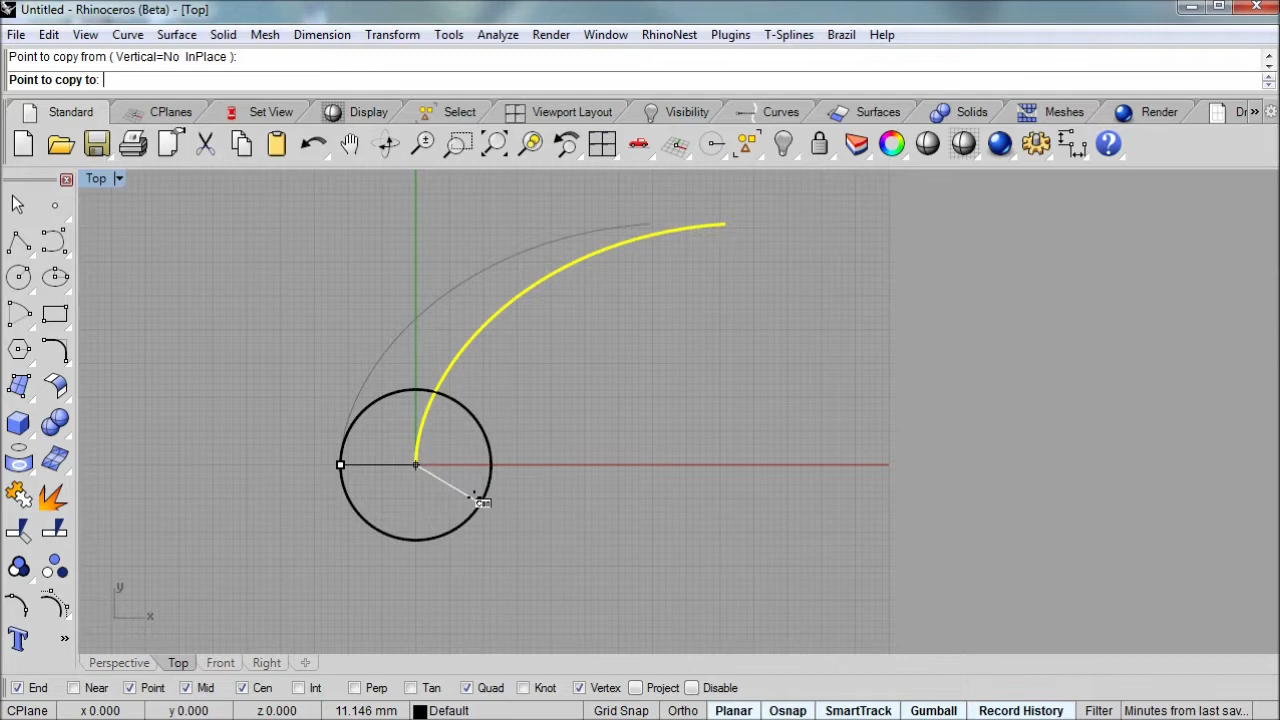 Untitled - Rhinoceros (Beta) - [Top]
File Edit View Curve Surface Solid Mesh Dimension Transform Tools Analyze Render Window RhinoNest Plugins T-Splines Brazil Help
Point to copy from ( Vertical=No InPlace ):
Point to copy to:
Standard CPlanes Set View Display Select Viewport Layout Visibility Curves Surfaces Solids Meshes Render Dr
Top
Cen
y
x
Perspective Top Front Right
End Near Point Mid Cen Int Perp Tan Quad Knot Vertex Project Disable
CPlane x 0.000 y 0.000 z 0.000 11.146 mm Default Grid Snap Ortho Planar Osnap SmartTrack Gumball Record History Filter Minutes from last sav...